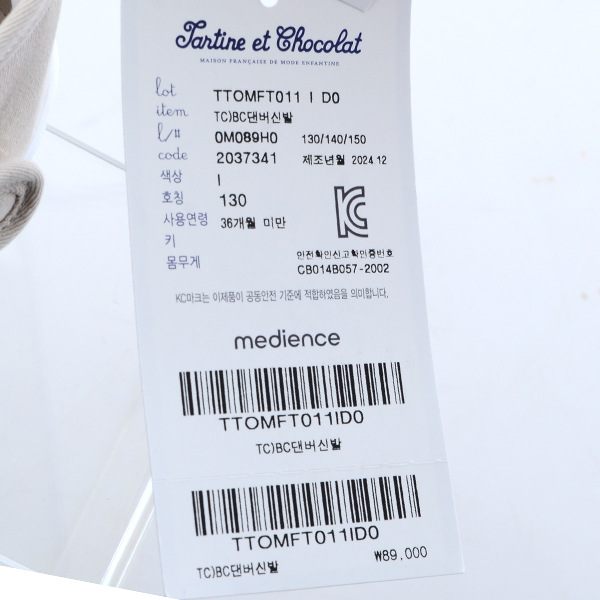 Tartine et Chocolat
MAISON FRANÇAISE DE MODE ENFANTINE
lot TTOMFT011 I D0
item TC)BC댄버신발
l/# 0M089H0 130/140/150
code 2037341 제조년월 2024 12
색상 I
호칭 130
사용연령 36개월 미만
키
몸무게
안전확인신고확인증번호
CB014B057-2002
KC마크는 이제품이 공동안전 기준에 적합하였음을 의미합니다.
medience
TTOMFT011ID0
TC)BC댄버신발
TTOMFT011ID0
TC)BC댄버신발 ₩89,000